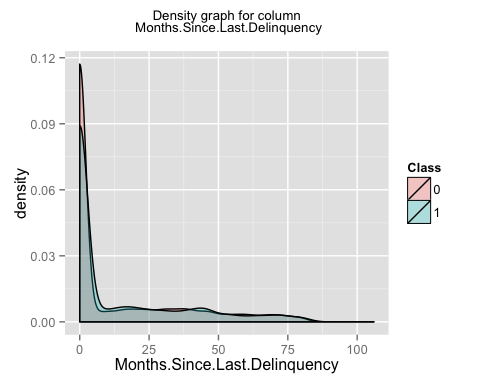 Density graph for column
Months.Since.Last.Delinquency
0.12
0.09
0.06
0.03
0.00
density
0 25 50 75 100
Months.Since.Last.Delinquency
Class
0
1